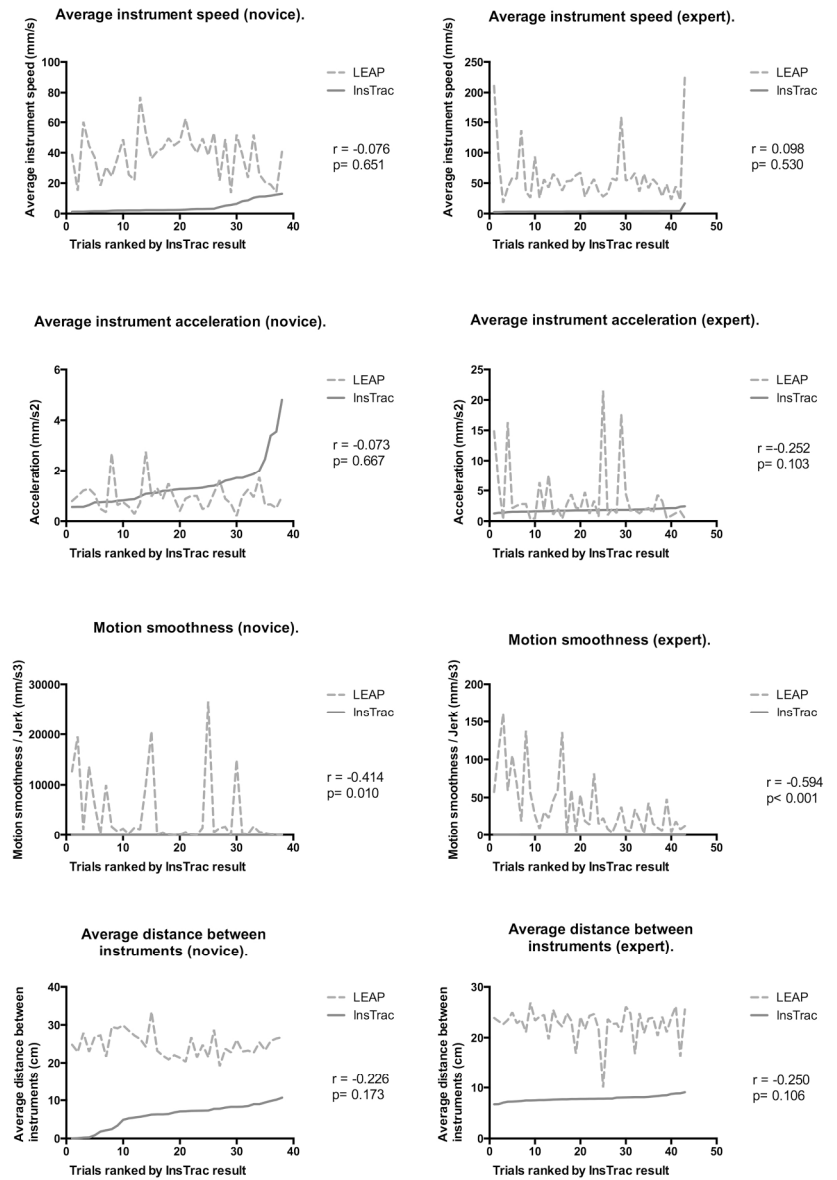 Average instrument speed (novice).
Average instrument speed (mm/s)
100
80
60
40
20
0
0
10
20
30
40
Trials ranked by InsTrac result
LEAP
InsTrac
r = -0.076
p= 0.651
Average instrument speed (expert).
Average instrument speed (mm/s)
250
200
150
100
50
0
0
10
20
30
40
50
Trials ranked by InsTrac result
LEAP
InsTrac
r = 0.098
p= 0.530
Average instrument acceleration (novice).
Acceleration (mm/s2)
6
4
2
0
0
10
20
30
40
Trials ranked by InsTrac result
LEAP
InsTrac
r = -0.073
p= 0.667
Average instrument acceleration (expert).
Acceleration (mm/s2)
25
20
15
10
5
0
0
10
20
30
40
50
Trials ranked by InsTrac result
LEAP
InsTrac
r =-0.252
p= 0.103
Motion smoothness (novice).
Motion smoothness / Jerk (mm/s3)
30000
20000
10000
0
0
10
20
30
40
Trials ranked by InsTrac result
LEAP
InsTrac
r = -0.414
p= 0.010
Motion smoothness (expert).
Motion smoothness / Jerk (mm/s3)
200
150
100
50
0
0
10
20
30
40
50
Trials ranked by InsTrac result
LEAP
InsTrac
r = -0.594
p< 0.001
Average distance between
instruments (novice).
Average distance between
instruments (cm)
40
30
20
10
0
0
10
20
30
40
Trials ranked by InsTrac result
LEAP
InsTrac
r = -0.226
p= 0.173
Average distance between
instruments (expert).
Average distance between
instruments (cm)
30
20
10
0
0
10
20
30
40
50
Trials ranked by InsTrac result
LEAP
InsTrac
r = -0.250
p= 0.106